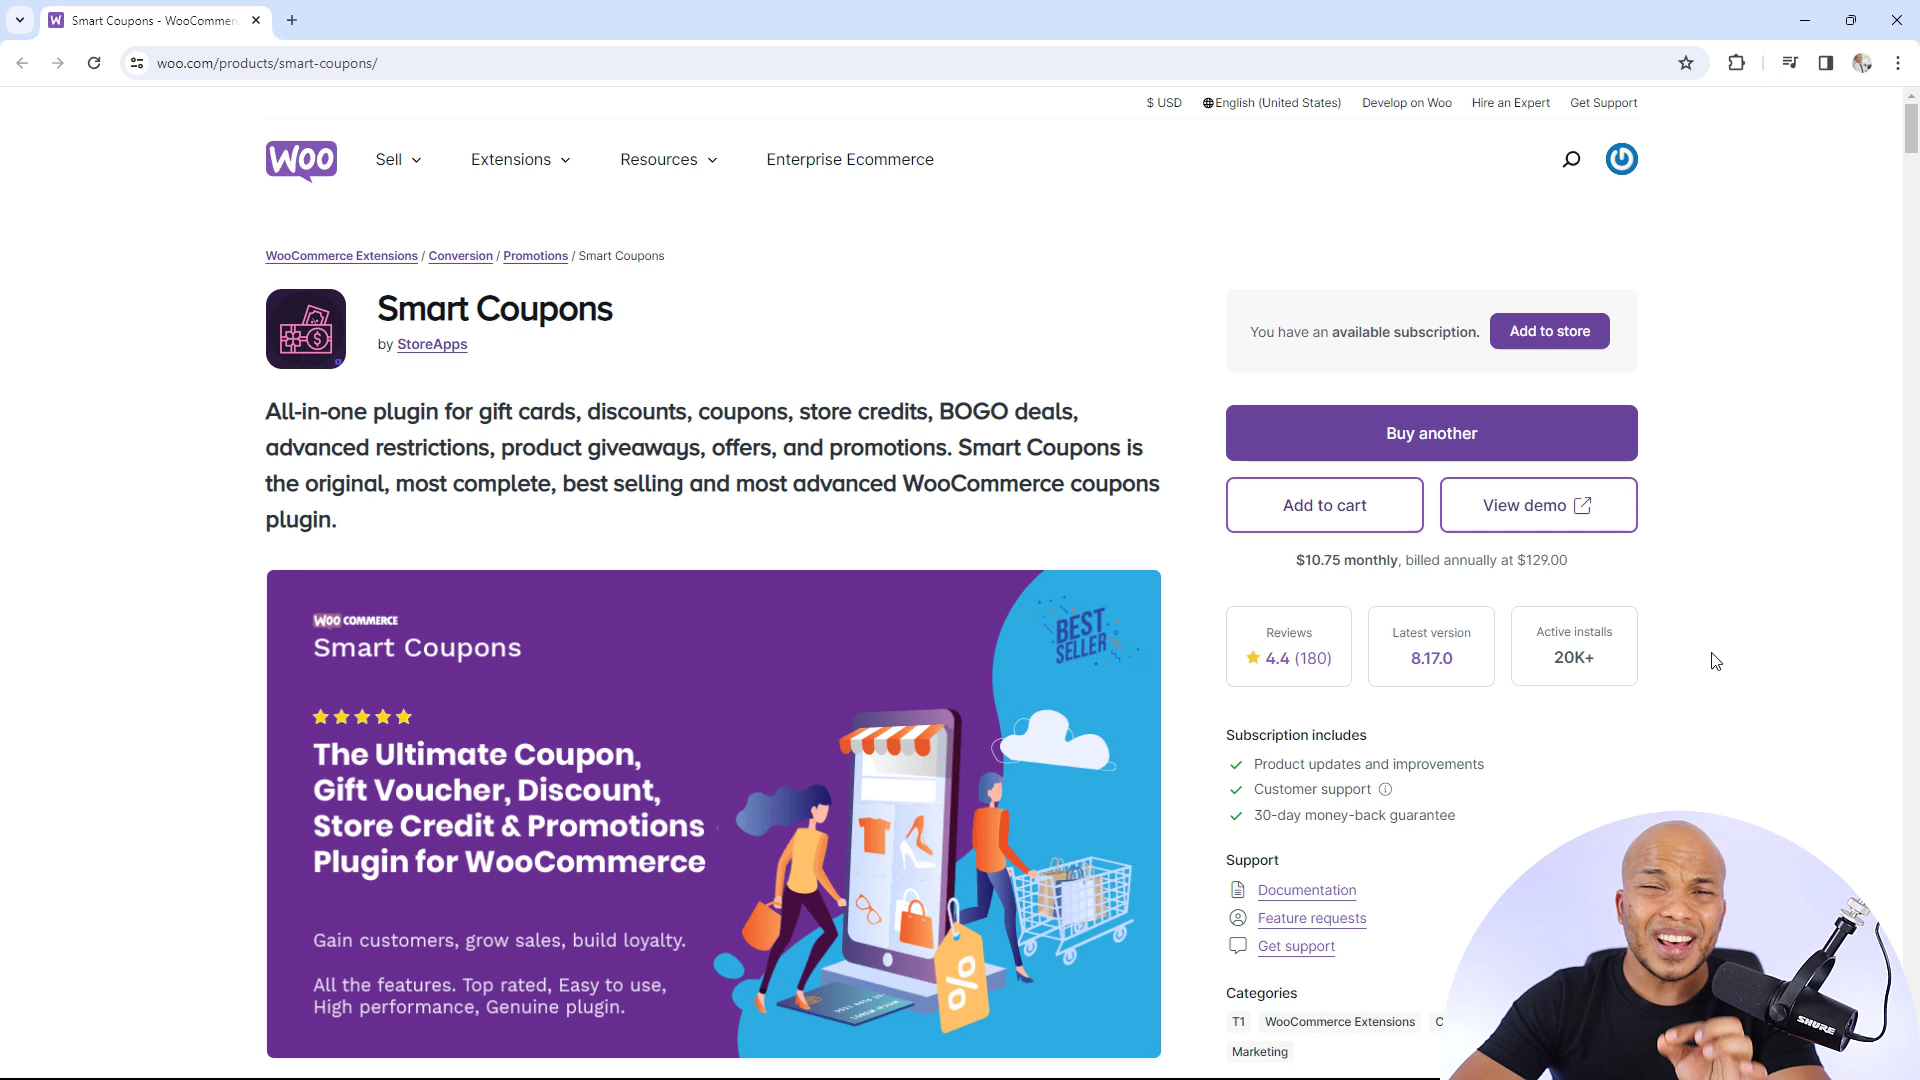 Smart Coupons - WooCommerc
woo.com/products/smart-coupons/
$ USD
English (United States)
Develop on Woo
Hire an Expert
Get Support
WOO
Sell
Extensions
Resources
Enterprise Ecommerce
WooCommerce Extensions / Conversion / Promotions / Smart Coupons
Smart Coupons
by StoreApps
You have an available subscription.
Add to store
All-in-one plugin for gift cards, discounts, coupons, store credits, BOGO deals,
advanced restrictions, product giveaways, offers, and promotions. Smart Coupons is
the original, most complete, best selling and most advanced WooCommerce coupons
plugin.
Buy another
Add to cart
View demo
$10.75 monthly, billed annually at $129.00
WOO COMMERCE
Smart Coupons
BEST
SELLER
The Ultimate Coupon,
Gift Voucher, Discount,
Store Credit & Promotions
Plugin for WooCommerce
Gain customers, grow sales, build loyalty.
All the features. Top rated, Easy to use,
High performance, Genuine plugin.
%
Reviews
4.4 (180)
Latest version
8.17.0
Active installs
20K+
Subscription includes
Product updates and improvements
Customer support
30-day money-back guarantee
Support
Documentation
Feature requests
Get support
Categories
T1
WooCommerce Extensions
C
Marketing
SHURE